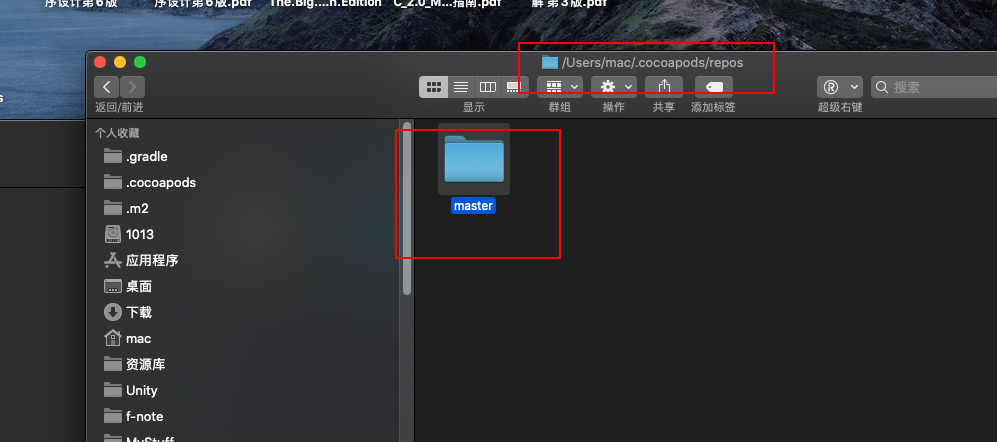 序设计第6版 序设计第6版.pdf The.Big....n.Edition C_2.0_M...指南.pdf 解 第3版.pdf
/Users/mac/.cocoapods/repos
搜索
返回/前进 显示 群组 操作 共享 添加标签 超级右键
个人收藏
.gradle
.cocoapods
.m2
1013
应用程序
桌面
下载
mac
资源库
Unity
f-note
MyStuff
master